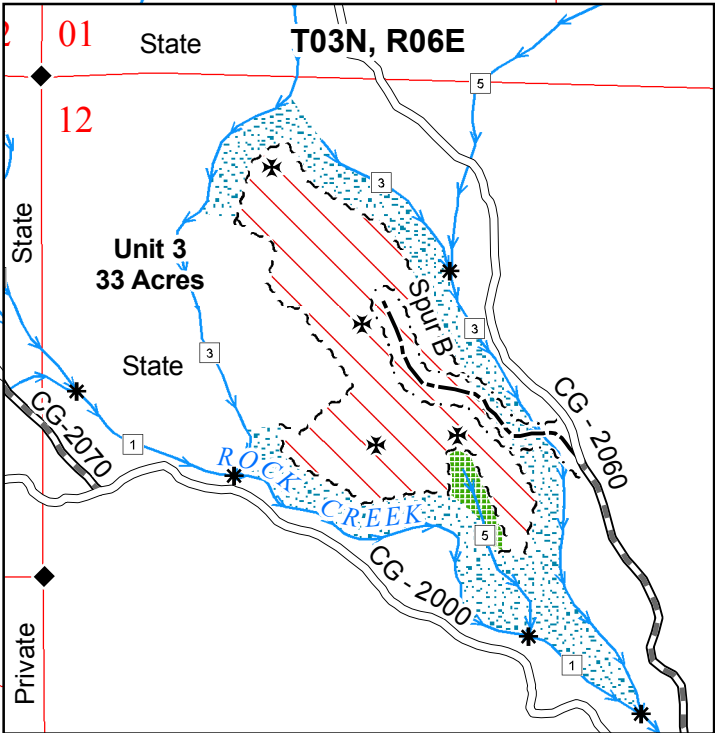 2
01
State
T03N, R06E
5
12
3
State
Unit 3
33 Acres
Spur B
3
3
State
CG - 2060
CG-2070
1
ROCK CREEK
5
CG - 2000
1
Private